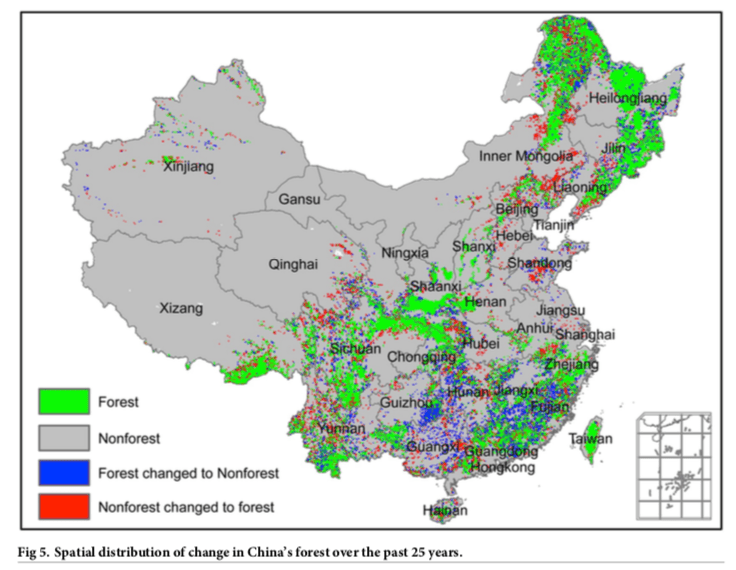 Heilongjiang
Jilin
Inner Mongolia
Xinjiang
Liaoning
Gansu
Beijing
Tianjin
Hebei
Shanxi
Ningxia
Qinghai
Shandong
Shaanxi
Henan
Xizang
Jiangsu
Anhui
Shanghai
Hubei
Sichuan
Chongqing
Zhejiang
Hunan
Jiangxi
Guizhou
Fujian
Forest
Yunnan
Nonforest
Taiwan
Guangxi
Guangdong
Hongkong
Forest changed to Nonforest
Nonforest changed to forest
Hainan
Fig 5. Spatial distribution of change in China's forest over the past 25 years.